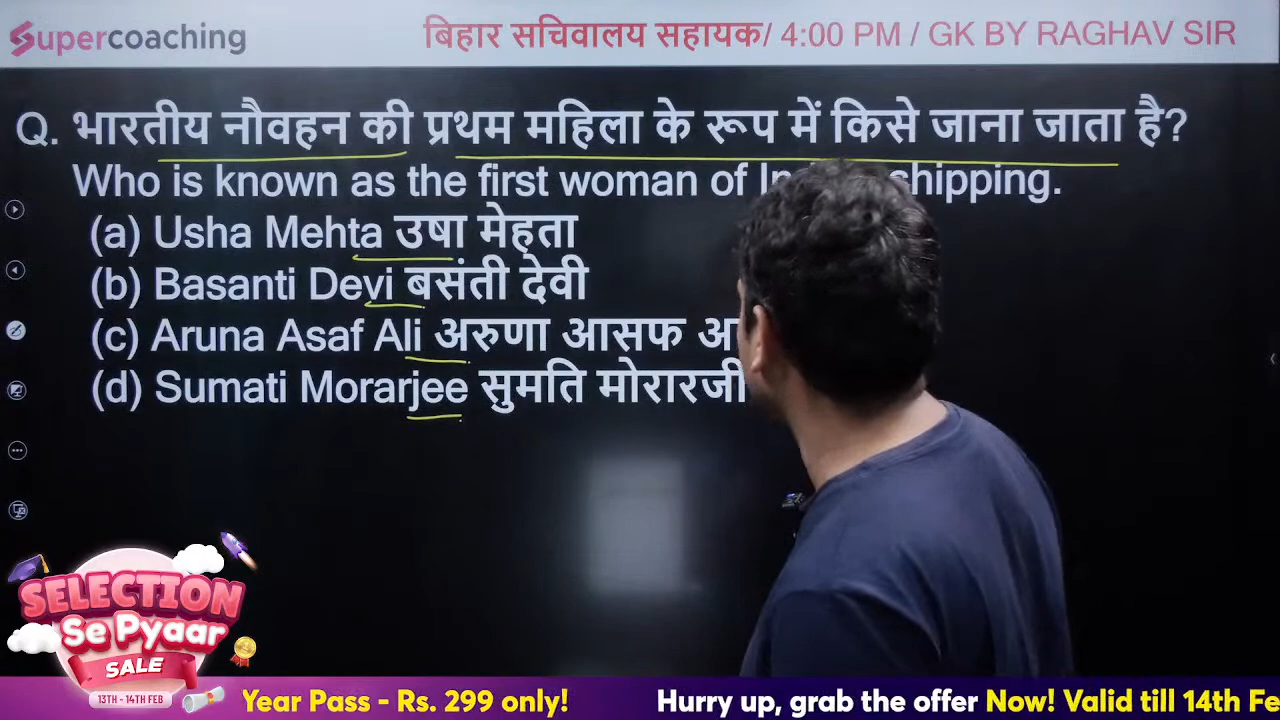 Supercoaching
बिहार सचिवालय सहायक/ 4:00 PM / GK BY RAGHAV SIR
Q. भारतीय नौवहन की प्रथम महिला के रूप में किसे जाना जाता है?
Who is known as the first woman of shipping.
(a) Usha Mehta उषा मेहता
(b) Basanti Devi बसंती देवी
(c) Aruna Asaf Ali अरुणा आसफ
(d) Sumati Morarjee सुमति मोरारजी
SELECTION
Se Pyaar
SALE
13TH - 14TH FEB
Year Pass - Rs. 299 only! Hurry up, grab the offer Now! Valid till 14th Fe